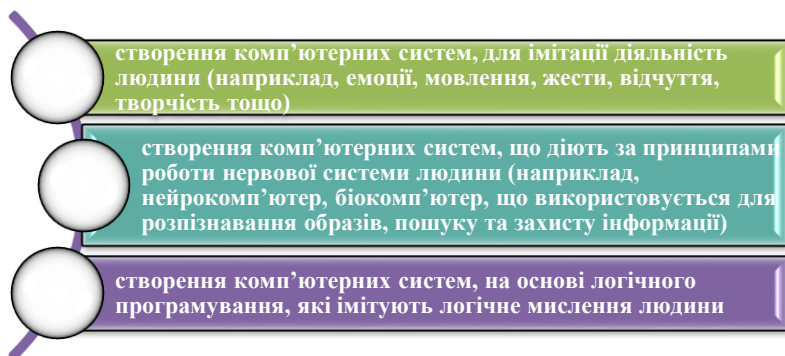 створення комп’ютерних систем, для імітації діяльність
людини (наприклад, емоції, мовлення, жести, відчуття,
творчість тощо)
створення комп’ютерних систем, що діють за принципами
роботи нервової системи людини (наприклад,
нейрокомп’ютер, біокомп’ютер, що використовується для
розпізнавання образів, пошуку та захисту інформації)
створення комп’ютерних систем, на основі логічного
програмування, які імітують логічне мислення людини